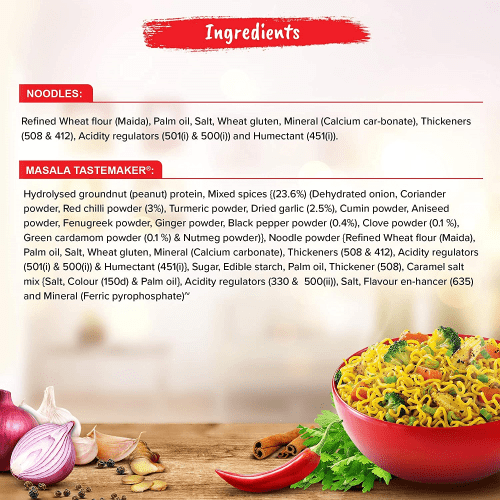 Ingredients
NOODLES:
Refined Wheat flour (Maida), Palm oil, Salt, Wheat gluten, Mineral (Calcium car-bonate), Thickeners
(508 & 412), Acidity regulators (501(i) & 500(i)) and Humectant (451(i)).
MASALA TASTEMAKER®:
Hydrolysed groundnut (peanut) protein, Mixed spices {(23.6%) (Dehydrated onion, Coriander
powder, Red chilli powder (3%), Turmeric powder, Dried garlic (2.5%), Cumin powder, Aniseed
powder, Fenugreek powder, Ginger powder, Black pepper powder (0.4%), Clove powder (0.1 %),
Green cardamom powder (0.1 %) & Nutmeg powder)}, Noodle powder {Refined Wheat flour (Maida),
Palm oil, Salt, Wheat gluten, Mineral (Calcium carbonate), Thickeners (508 & 412), Acidity regulators
(501(i) & 500(i)) & Humectant (451(i)}, Sugar, Edible starch, Palm oil, Thickener (508), Caramel salt
mix {Salt, Colour (150d) & Palm oil}, Acidity regulators (330 & 500(ii)), Salt, Flavour en-hancer (635)
and Mineral (Ferric pyrophosphate)~